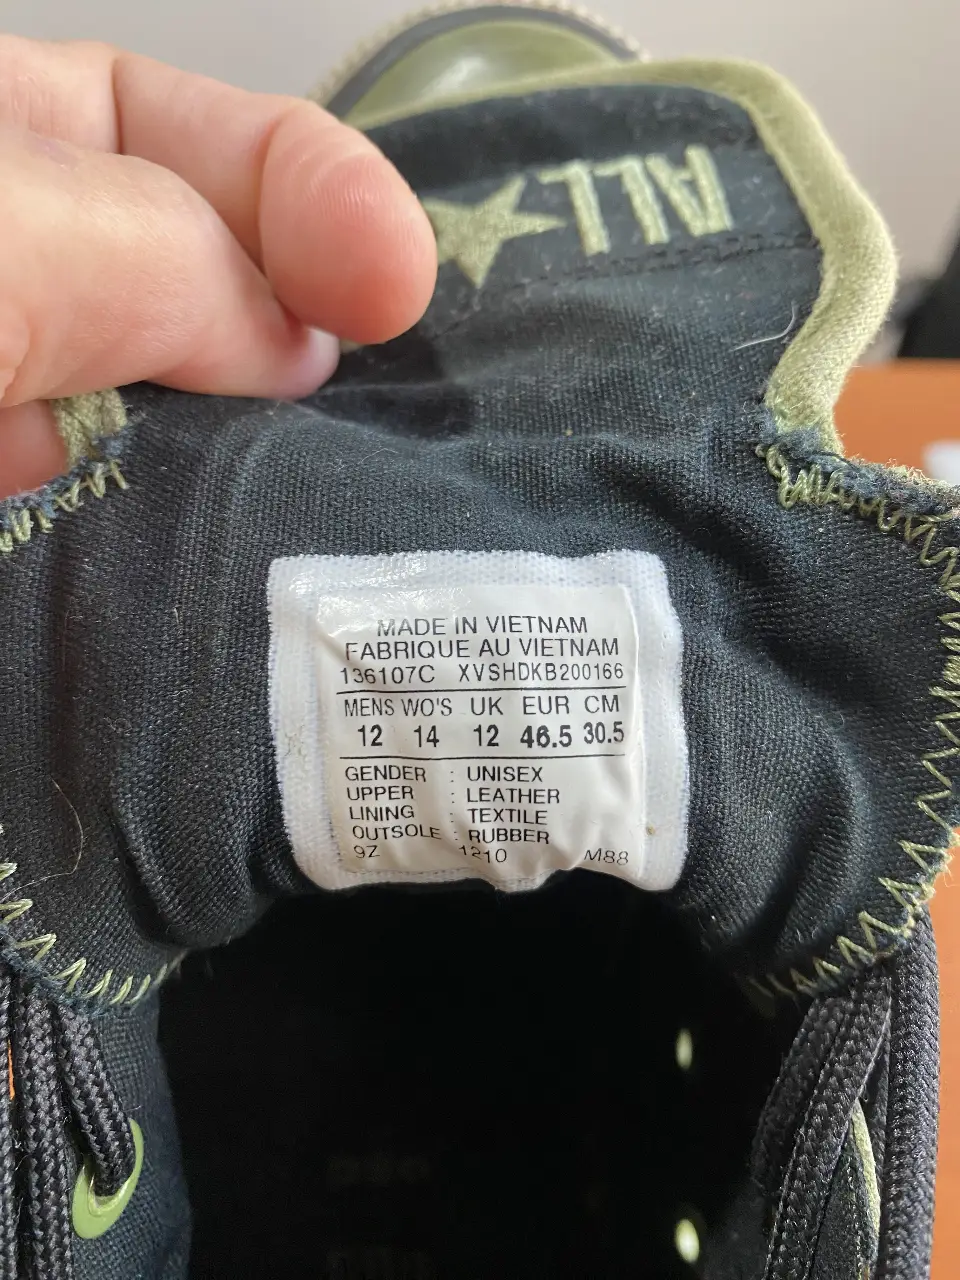 ALL
MADE IN VIETNAM
FABRIQUE AU VIETNAM
136107C XVSHDKB200166
MENS WO'S UK EUR CM
12 14 12 46.5 30.5
GENDER : UNISEX
UPPER : LEATHER
LINING : TEXTILE
OUTSOLE : RUBBER
9Z 1210 M88